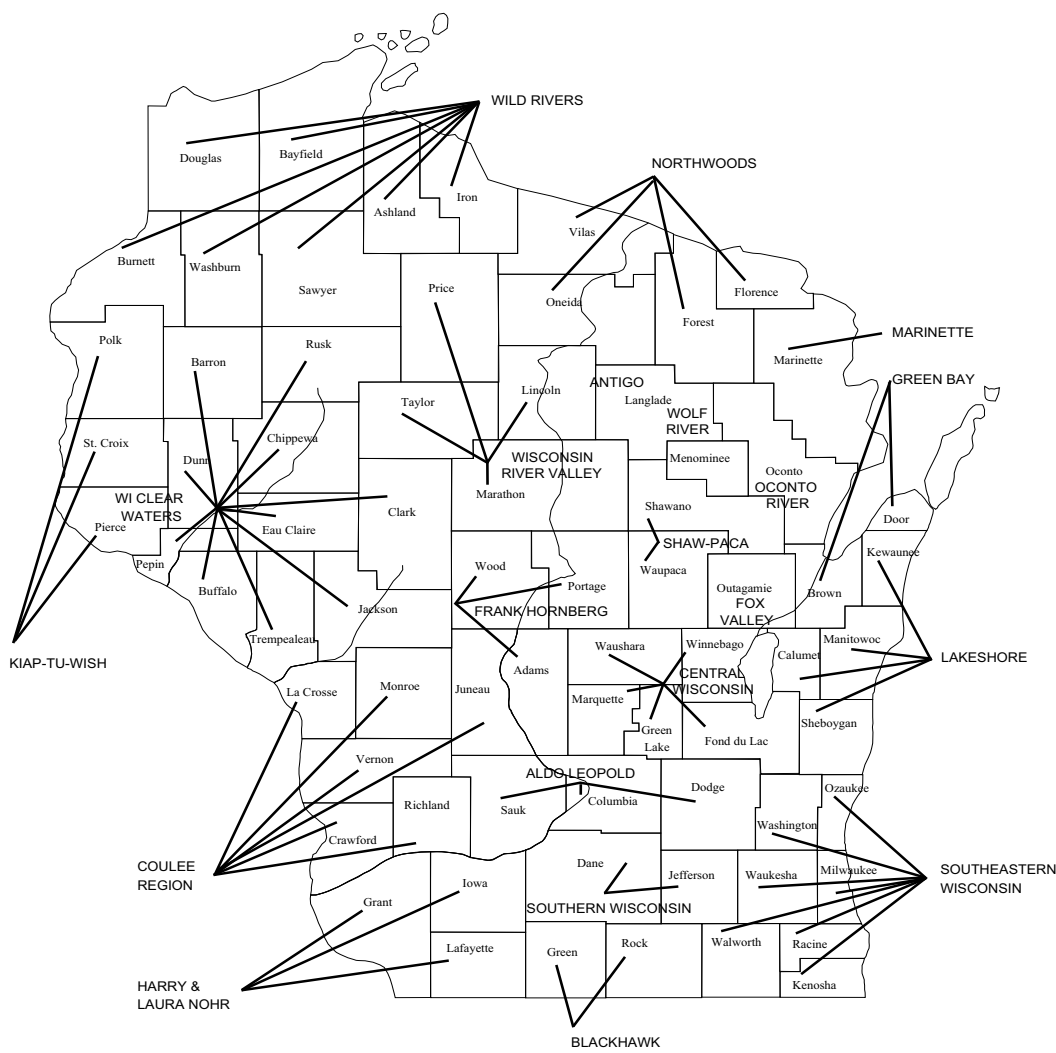 WILD RIVERS
Douglas
Bayfield
NORTHWOODS
Ashland
Iron
Vilas
Burnett
Washburn
Sawyer
Price
Oneida
Florence
Forest
MARINETTE
Polk
Barron
Rusk
Marinette
GREEN BAY
ANTIGO
Lincoln
Langlade
Taylor
WOLF
RIVER
St. Croix
Chippewa
Dunn
WISCONSIN
RIVER VALLEY
Menominee
Marathon
Oconto
OCONTO
RIVER
WI CLEAR
WATERS
Pierce
Eau Claire
Clark
Shawano
Door
SHAW-PACA
Kewaunee
Pepin
Buffalo
Wood
Portage
Waupaca
Outagamie
FOX
VALLEY
Brown
Jackson
FRANK HORNBERG
Trempealeau
KIAP-TU-WISH
Waushara
Winnebago
Manitowoc
Calumet
LAKESHORE
Adams
CENTRAL
WISCONSIN
La Crosse
Monroe
Juneau
Marquette
Green
Lake
Fond du Lac
Sheboygan
Vernon
ALDO LEOPOLD
Richland
Sauk
Columbia
Dodge
Ozaukee
Washington
Crawford
COULEE
REGION
Dane
Jefferson
Waukesha
Milwaukee
SOUTHEASTERN
WISCONSIN
Iowa
Grant
SOUTHERN WISCONSIN
Lafayette
Green
Rock
Walworth
Racine
Kenosha
HARRY &
LAURA NOHR
BLACKHAWK